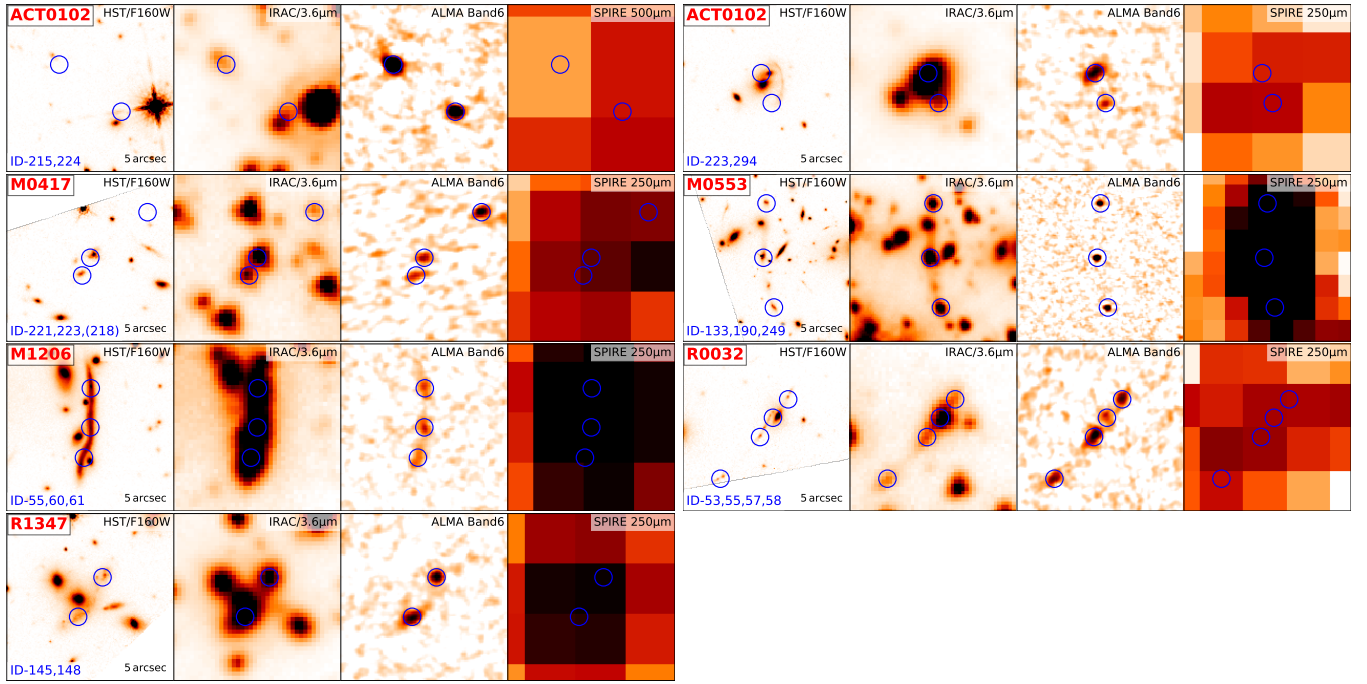 ACT0102 HST/F160W IRAC/3.6μm ALMA Band6 SPIRE 500μm
ID-215,224 5 arcsec
ACT0102 HST/F160W IRAC/3.6μm ALMA Band6 SPIRE 250μm
ID-223,294 5 arcsec
M0417 HST/F160W IRAC/3.6μm ALMA Band6 SPIRE 250μm
ID-221,223,(218) 5 arcsec
M0553 HST/F160W IRAC/3.6μm ALMA Band6 SPIRE 250μm
ID-133,190,249 5 arcsec
M1206 HST/F160W IRAC/3.6μm ALMA Band6 SPIRE 250μm
ID-55,60,61 5 arcsec
R0032 HST/F160W IRAC/3.6μm ALMA Band6 SPIRE 250μm
ID-53,55,57,58 5 arcsec
R1347 HST/F160W IRAC/3.6μm ALMA Band6 SPIRE 250μm
ID-145,148 5 arcsec